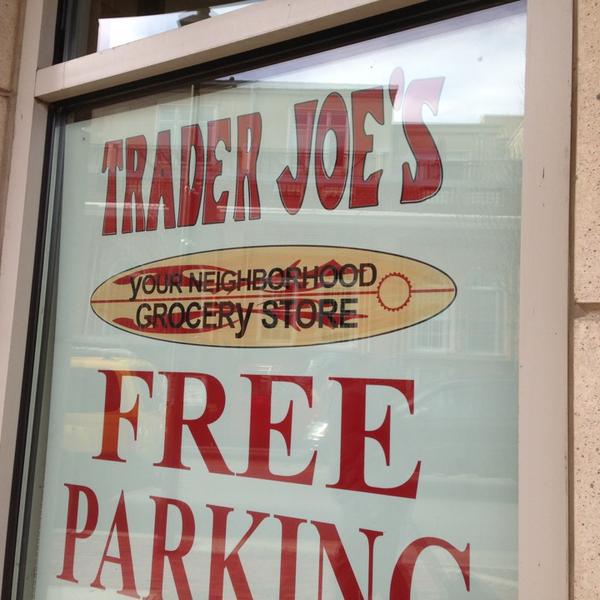 TRADER JOE'S
yOUR NEIGHBORHOOD
GROCERy STORE
FREE
PARKING